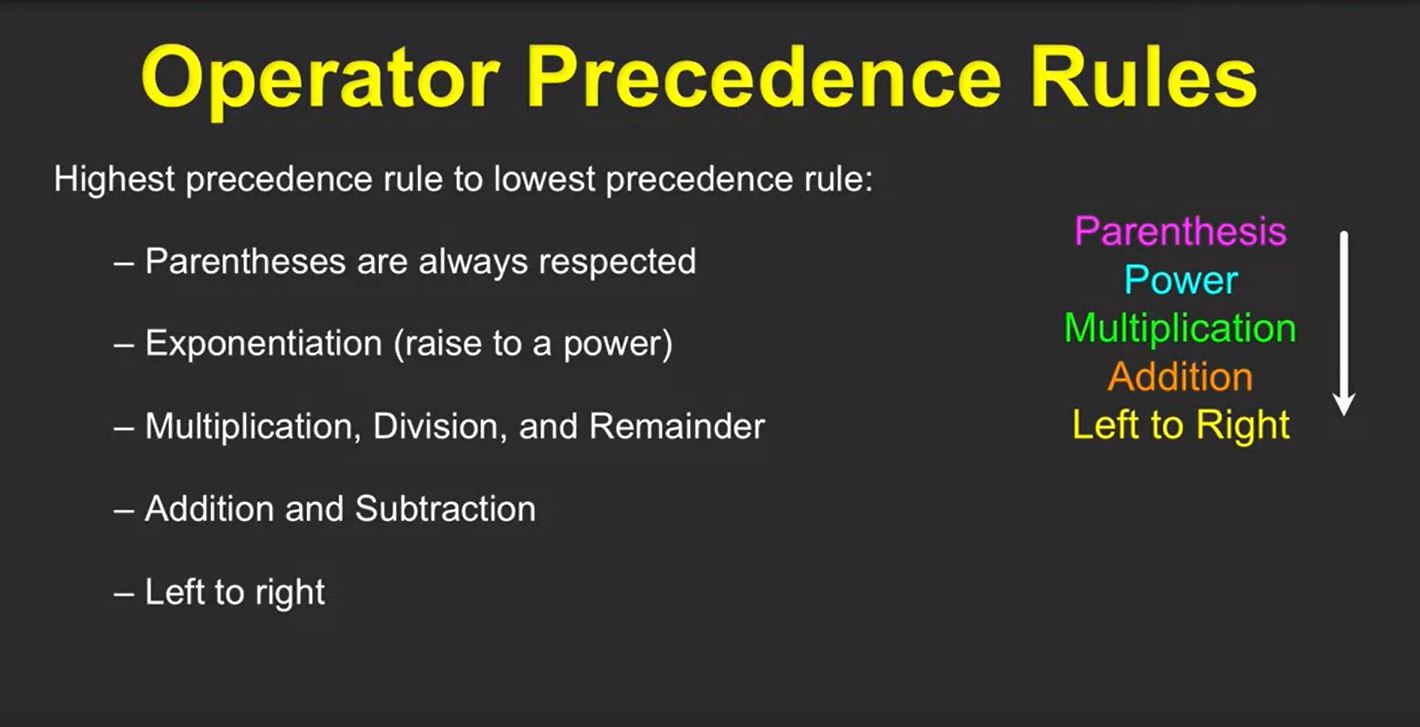 Operator Precedence Rules
Highest precedence rule to lowest precedence rule:
– Parentheses are always respected
– Exponentiation (raise to a power)
– Multiplication, Division, and Remainder
– Addition and Subtraction
– Left to right
Parenthesis
Power
Multiplication
Addition
Left to Right